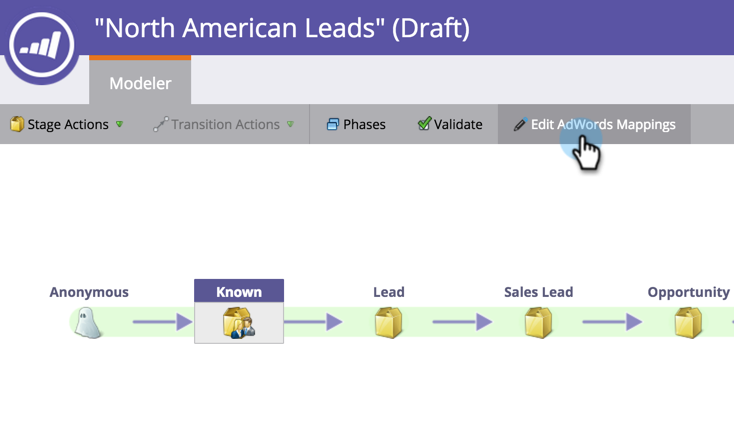 "North American Leads" (Draft)
Modeler
Stage Actions Transition Actions Phases Validate Edit AdWords Mappings
Anonymous Known Lead Sales Lead Opportunity